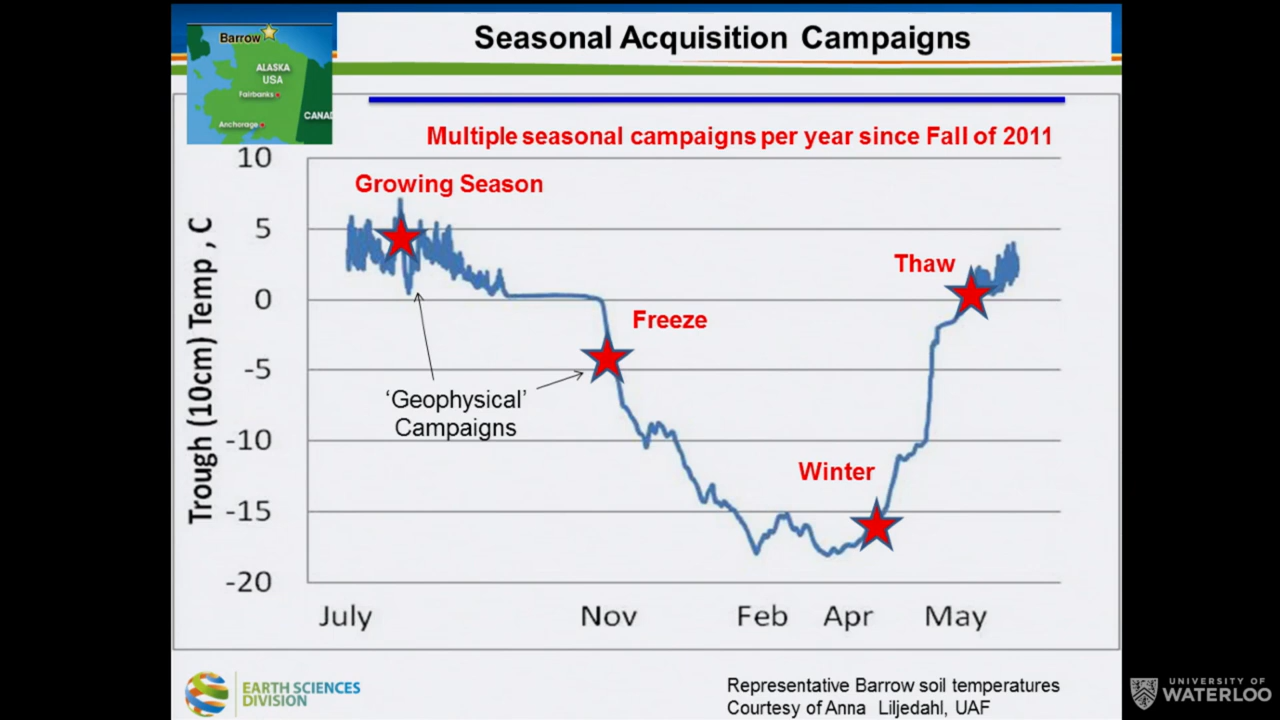 Seasonal Acquisition Campaigns
Barrow
ALASKA
USA
Fairbanks
Anchorage
CANAD
Multiple seasonal campaigns per year since Fall of 2011
Trough (10cm) Temp , C
10
5
0
-5
-10
-15
-20
Growing Season
Thaw
Freeze
‘Geophysical’
Campaigns
Winter
July
Nov
Feb
Apr
May
EARTH SCIENCES
DIVISION
Representative Barrow soil temperatures
Courtesy of Anna Liljedahl, UAF
UNIVERSITY OF
WATERLOO